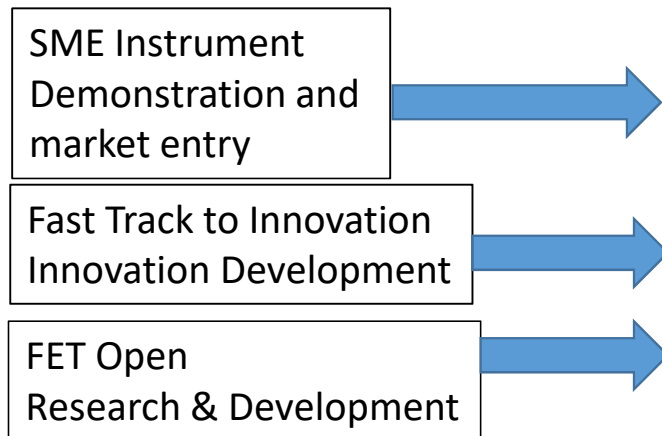 SME Instrument
Demonstration and
market entry
Fast Track to Innovation
Innovation Development
FET Open
Research & Development